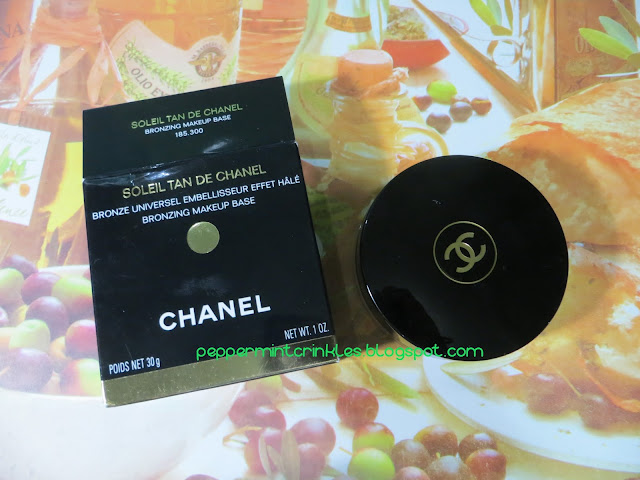 OLIO E
SOLEIL TAN DE CHANEL
BRONZING MAKEUP BASE
185.300
SOLEIL TAN DE CHANEL
BRONZE UNIVERSEL EMBELLISSEUR EFFET HÂLÉ
BRONZING MAKEUP BASE
CHANEL
NET WT. 1 OZ.
POIDS NET 30 g
peppermintcrinkles.blogspot.com